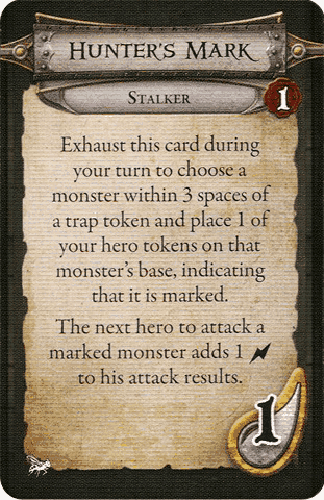 Hunter's Mark
Stalker
1
Exhaust this card during
your turn to choose a
monster within 3 spaces of
a trap token and place 1 of
your hero tokens on that
monster's base, indicating
that it is marked.
The next hero to attack a
marked monster adds 1
to his attack results.
1